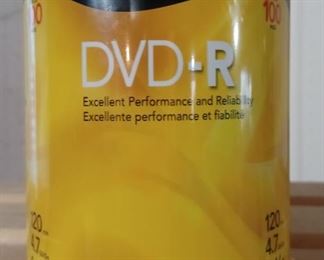 100
DVD-R
Excellent Performance and Reliability
Excellente performance et fiabilité
120
4.7
120
4.7